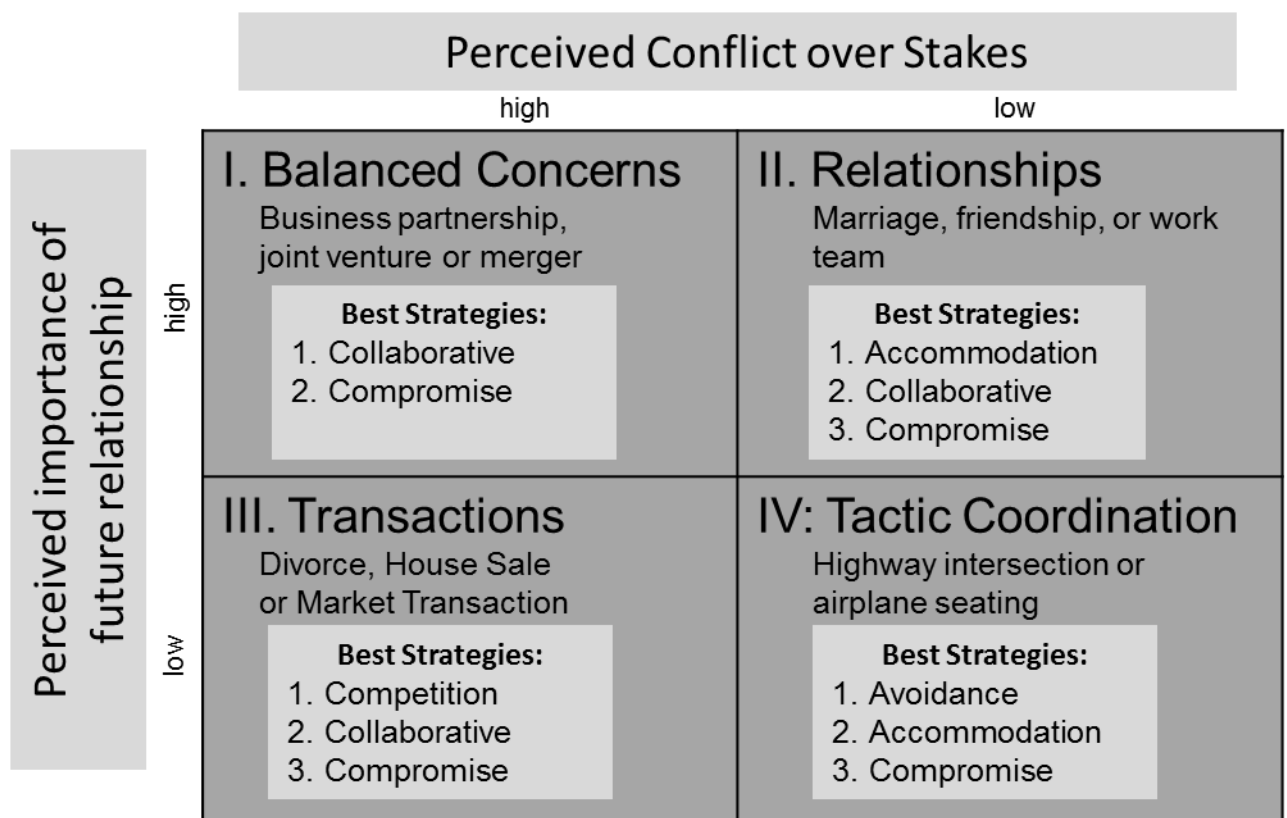 Perceived Conflict over Stakes
high
low
Perceived importance of
future relationship
high
low
I. Balanced Concerns
Business partnership,
joint venture or merger
Best Strategies:
1. Collaborative
2. Compromise
II. Relationships
Marriage, friendship, or work
team
Best Strategies:
1. Accommodation
2. Collaborative
3. Compromise
III. Transactions
Divorce, House Sale
or Market Transaction
Best Strategies:
1. Competition
2. Collaborative
3. Compromise
IV: Tactic Coordination
Highway intersection or
airplane seating
Best Strategies:
1. Avoidance
2. Accommodation
3. Compromise